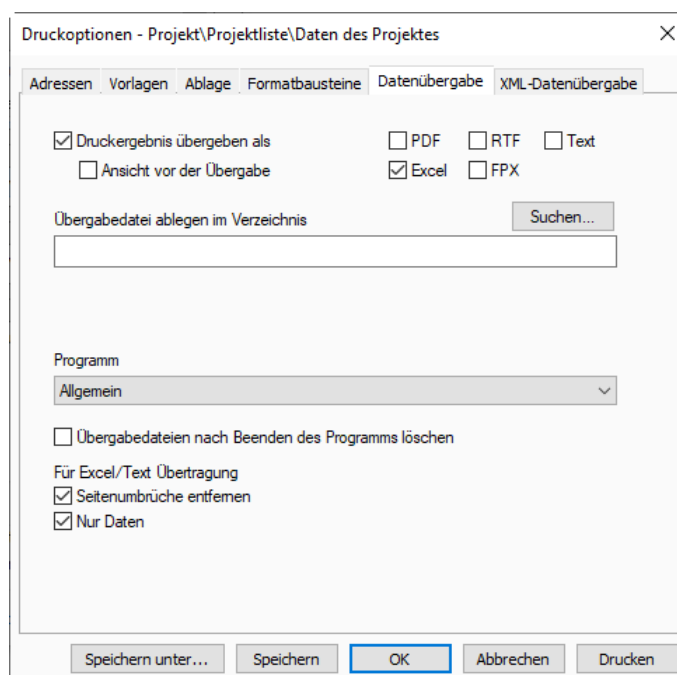 Druckoptionen - Projekt\Projektliste\Daten des Projektes
Adressen Vorlagen Ablage Formatbausteine Datenübergabe XML-Datenübergabe
Druckergebnis übergeben als PDF RTF Text
Ansicht vor der Übergabe Excel FPX
Übergabedatei ablegen im Verzeichnis Suchen...
Programm
Allgemein
Übergabedateien nach Beenden des Programms löschen
Für Excel/Text Übertragung
Seitenumbrüche entfernen
Nur Daten
Speichern unter... Speichern OK Abbrechen Drucken